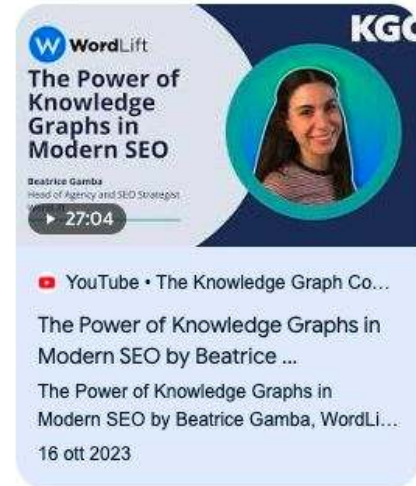 WordLift
KGC
The Power of
Knowledge
Graphs in
Modern SEO
Beatrice Gamba
Head of Agency and SEO Strategist
27:04
YouTube • The Knowledge Graph Co...
The Power of Knowledge Graphs in
Modern SEO by Beatrice ...
The Power of Knowledge Graphs in
Modern SEO by Beatrice Gamba, WordLi...
16 ott 2023